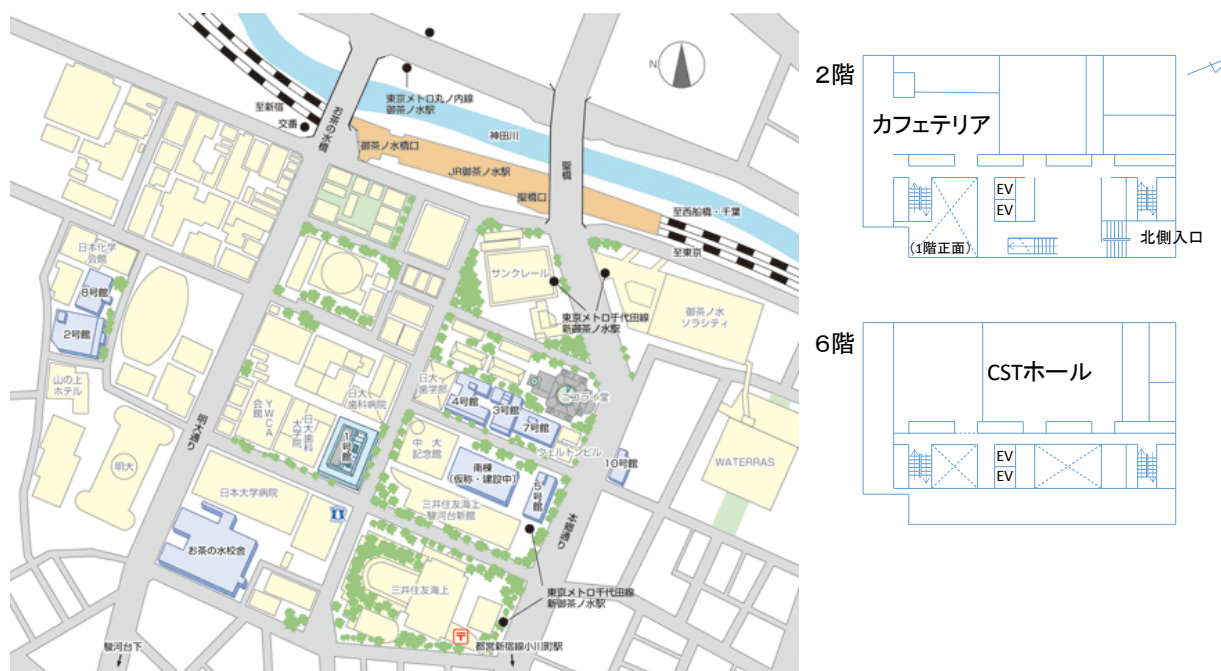 N
東京メトロ丸ノ内線
御茶ノ水駅
至新宿
交番
お茶の水橋
御茶ノ水橋口
JR御茶ノ水駅
神田川
聖橋
聖橋口
至西船橋・千葉
至東京
日本化学
会館
8号館
2号館
山の上
ホテル
明大
明大通り
サンクレール
東京メトロ千代田線
新御茶ノ水駅
御茶ノ水
ソラシティ
日大
歯学部
ニコライ堂
4号館
3号館
7号館
ウェルトンビル
日大歯科病院
YWCA
会館
日大歯科
大学院
1号館
中大
記念館
南棟
(仮称・建設中)
5号館
10号館
WATERRAS
三井住友海上
駿河台新館
日本大学病院
お茶の水校舎
本郷通り
三井住友海上
東京メトロ千代田線
新御茶ノ水駅
駿河台下
都営新宿線小川町駅
2階
カフェテリア
EV
EV
(1階正面)
北側入口
6階
CSTホール
EV
EV